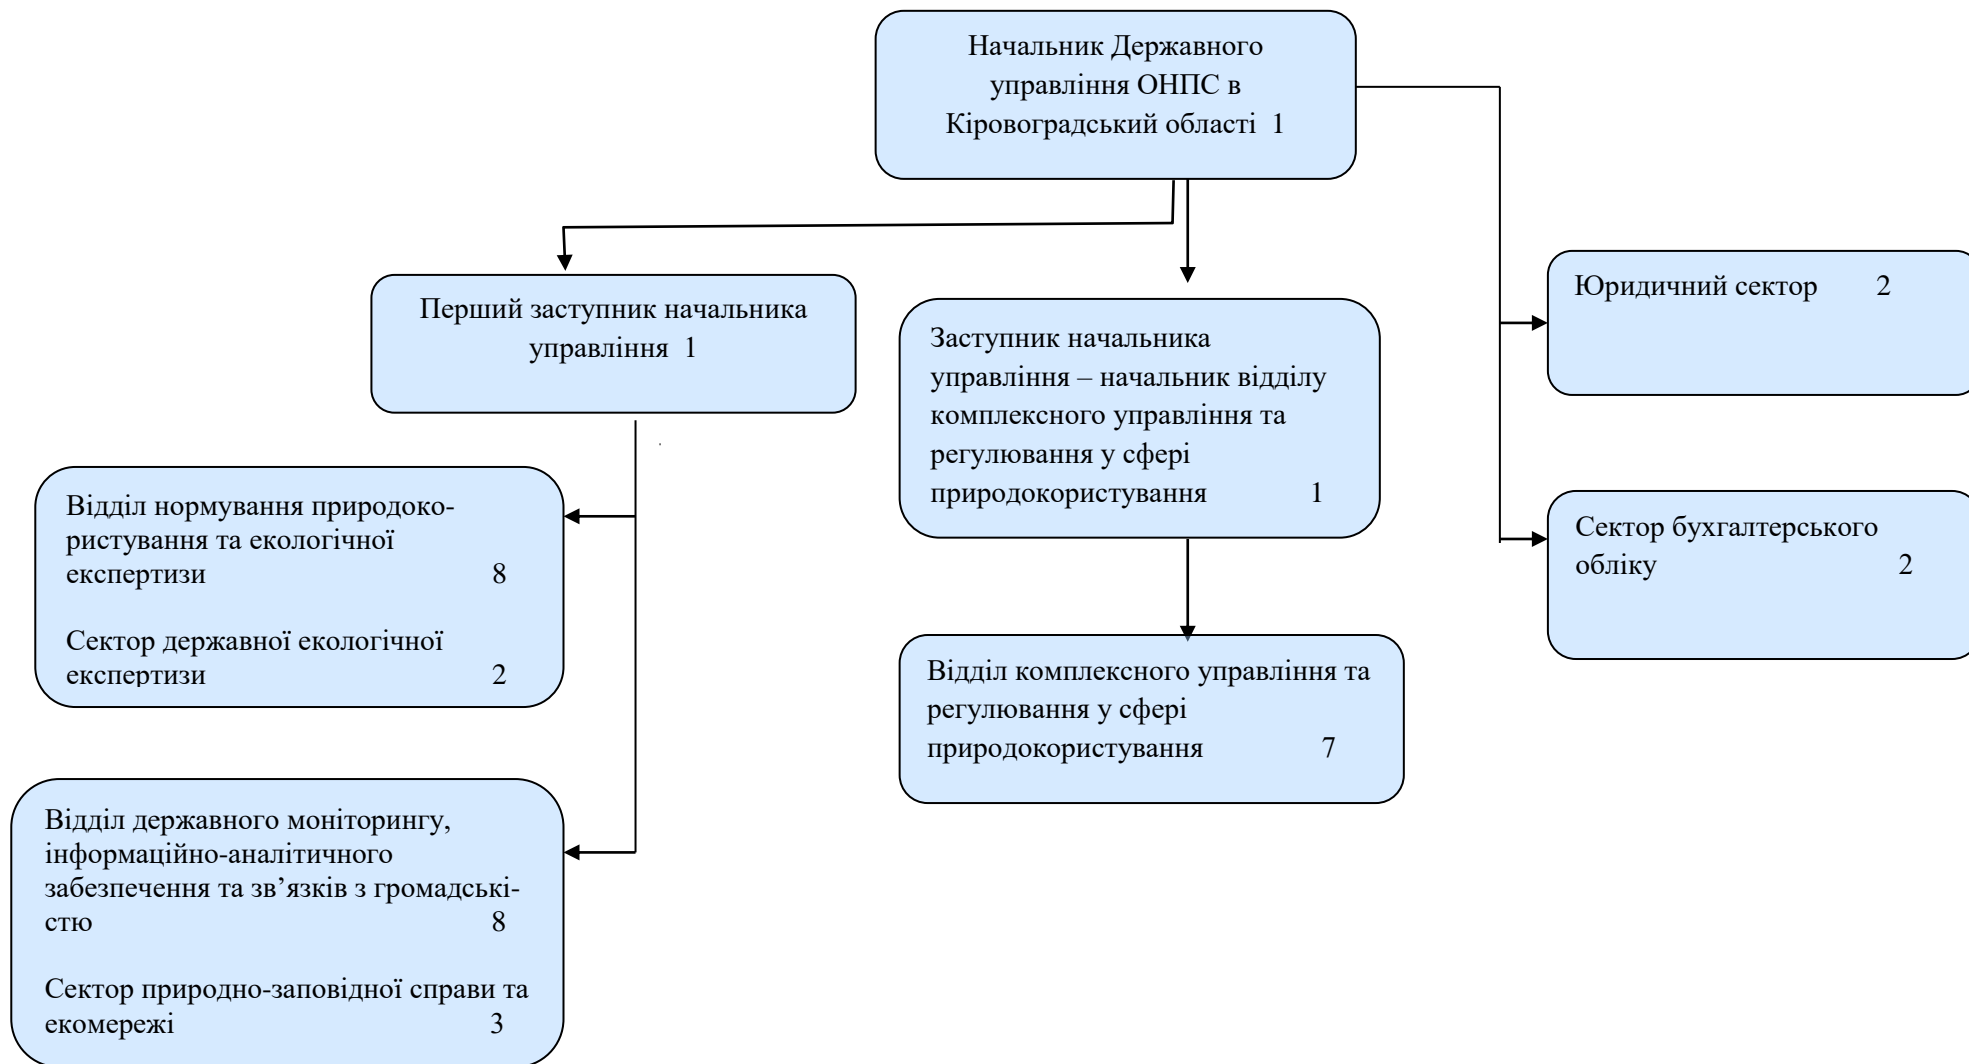 Начальник Державного
управління ОНПС в
Кіровоградський області 1
Перший заступник начальника
управління 1
Заступник начальника
управління – начальник відділу
комплексного управління та
регулювання у сфері
природокористування 1
Юридичний сектор 2
Сектор бухгалтерського
обліку 2
Відділ нормування природоко-
ристування та екологічної
експертизи 8
Сектор державної екологічної
експертизи 2
Відділ комплексного управління та
регулювання у сфері
природокористування 7
Відділ державного моніторингу,
інформаційно-аналітичного
забезпечення та зв’язків з громадські-
стю 8
Сектор природно-заповідної справи та
екомережі 3